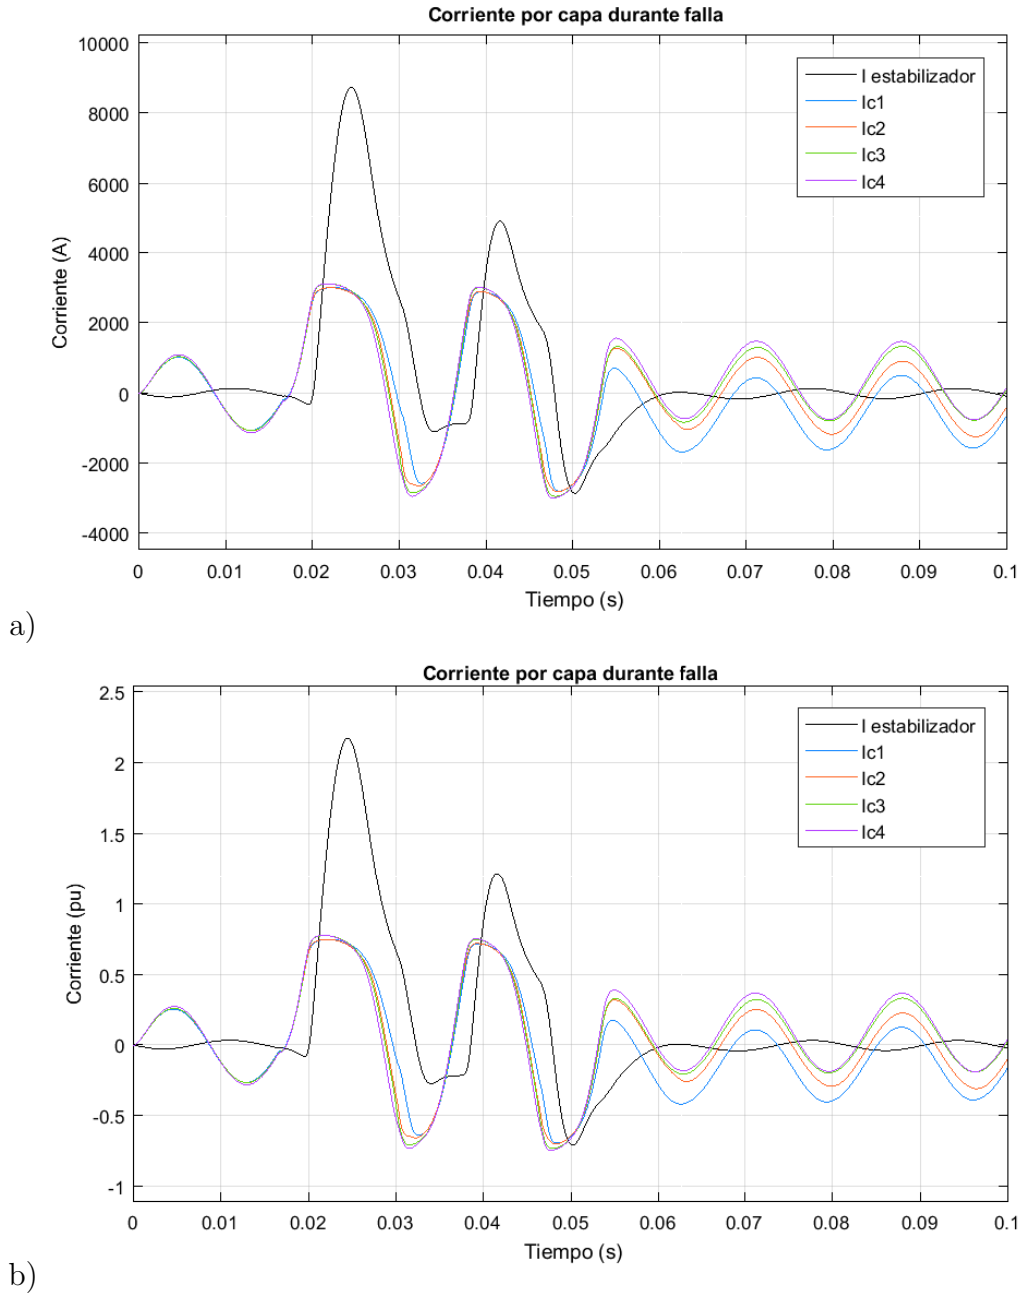 Corriente por capa durante falla
10000
8000
6000
4000
2000
0
-2000
-4000
Corriente (A)
I estabilizador
Ic1
Ic2
Ic3
Ic4
0 0.01 0.02 0.03 0.04 0.05 0.06 0.07 0.08 0.09 0.1
Tiempo (s)
a)
Corriente por capa durante falla
2.5
2
1.5
1
0.5
0
-0.5
-1
Corriente (pu)
I estabilizador
Ic1
Ic2
Ic3
Ic4
0 0.01 0.02 0.03 0.04 0.05 0.06 0.07 0.08 0.09 0.1
Tiempo (s)
b)